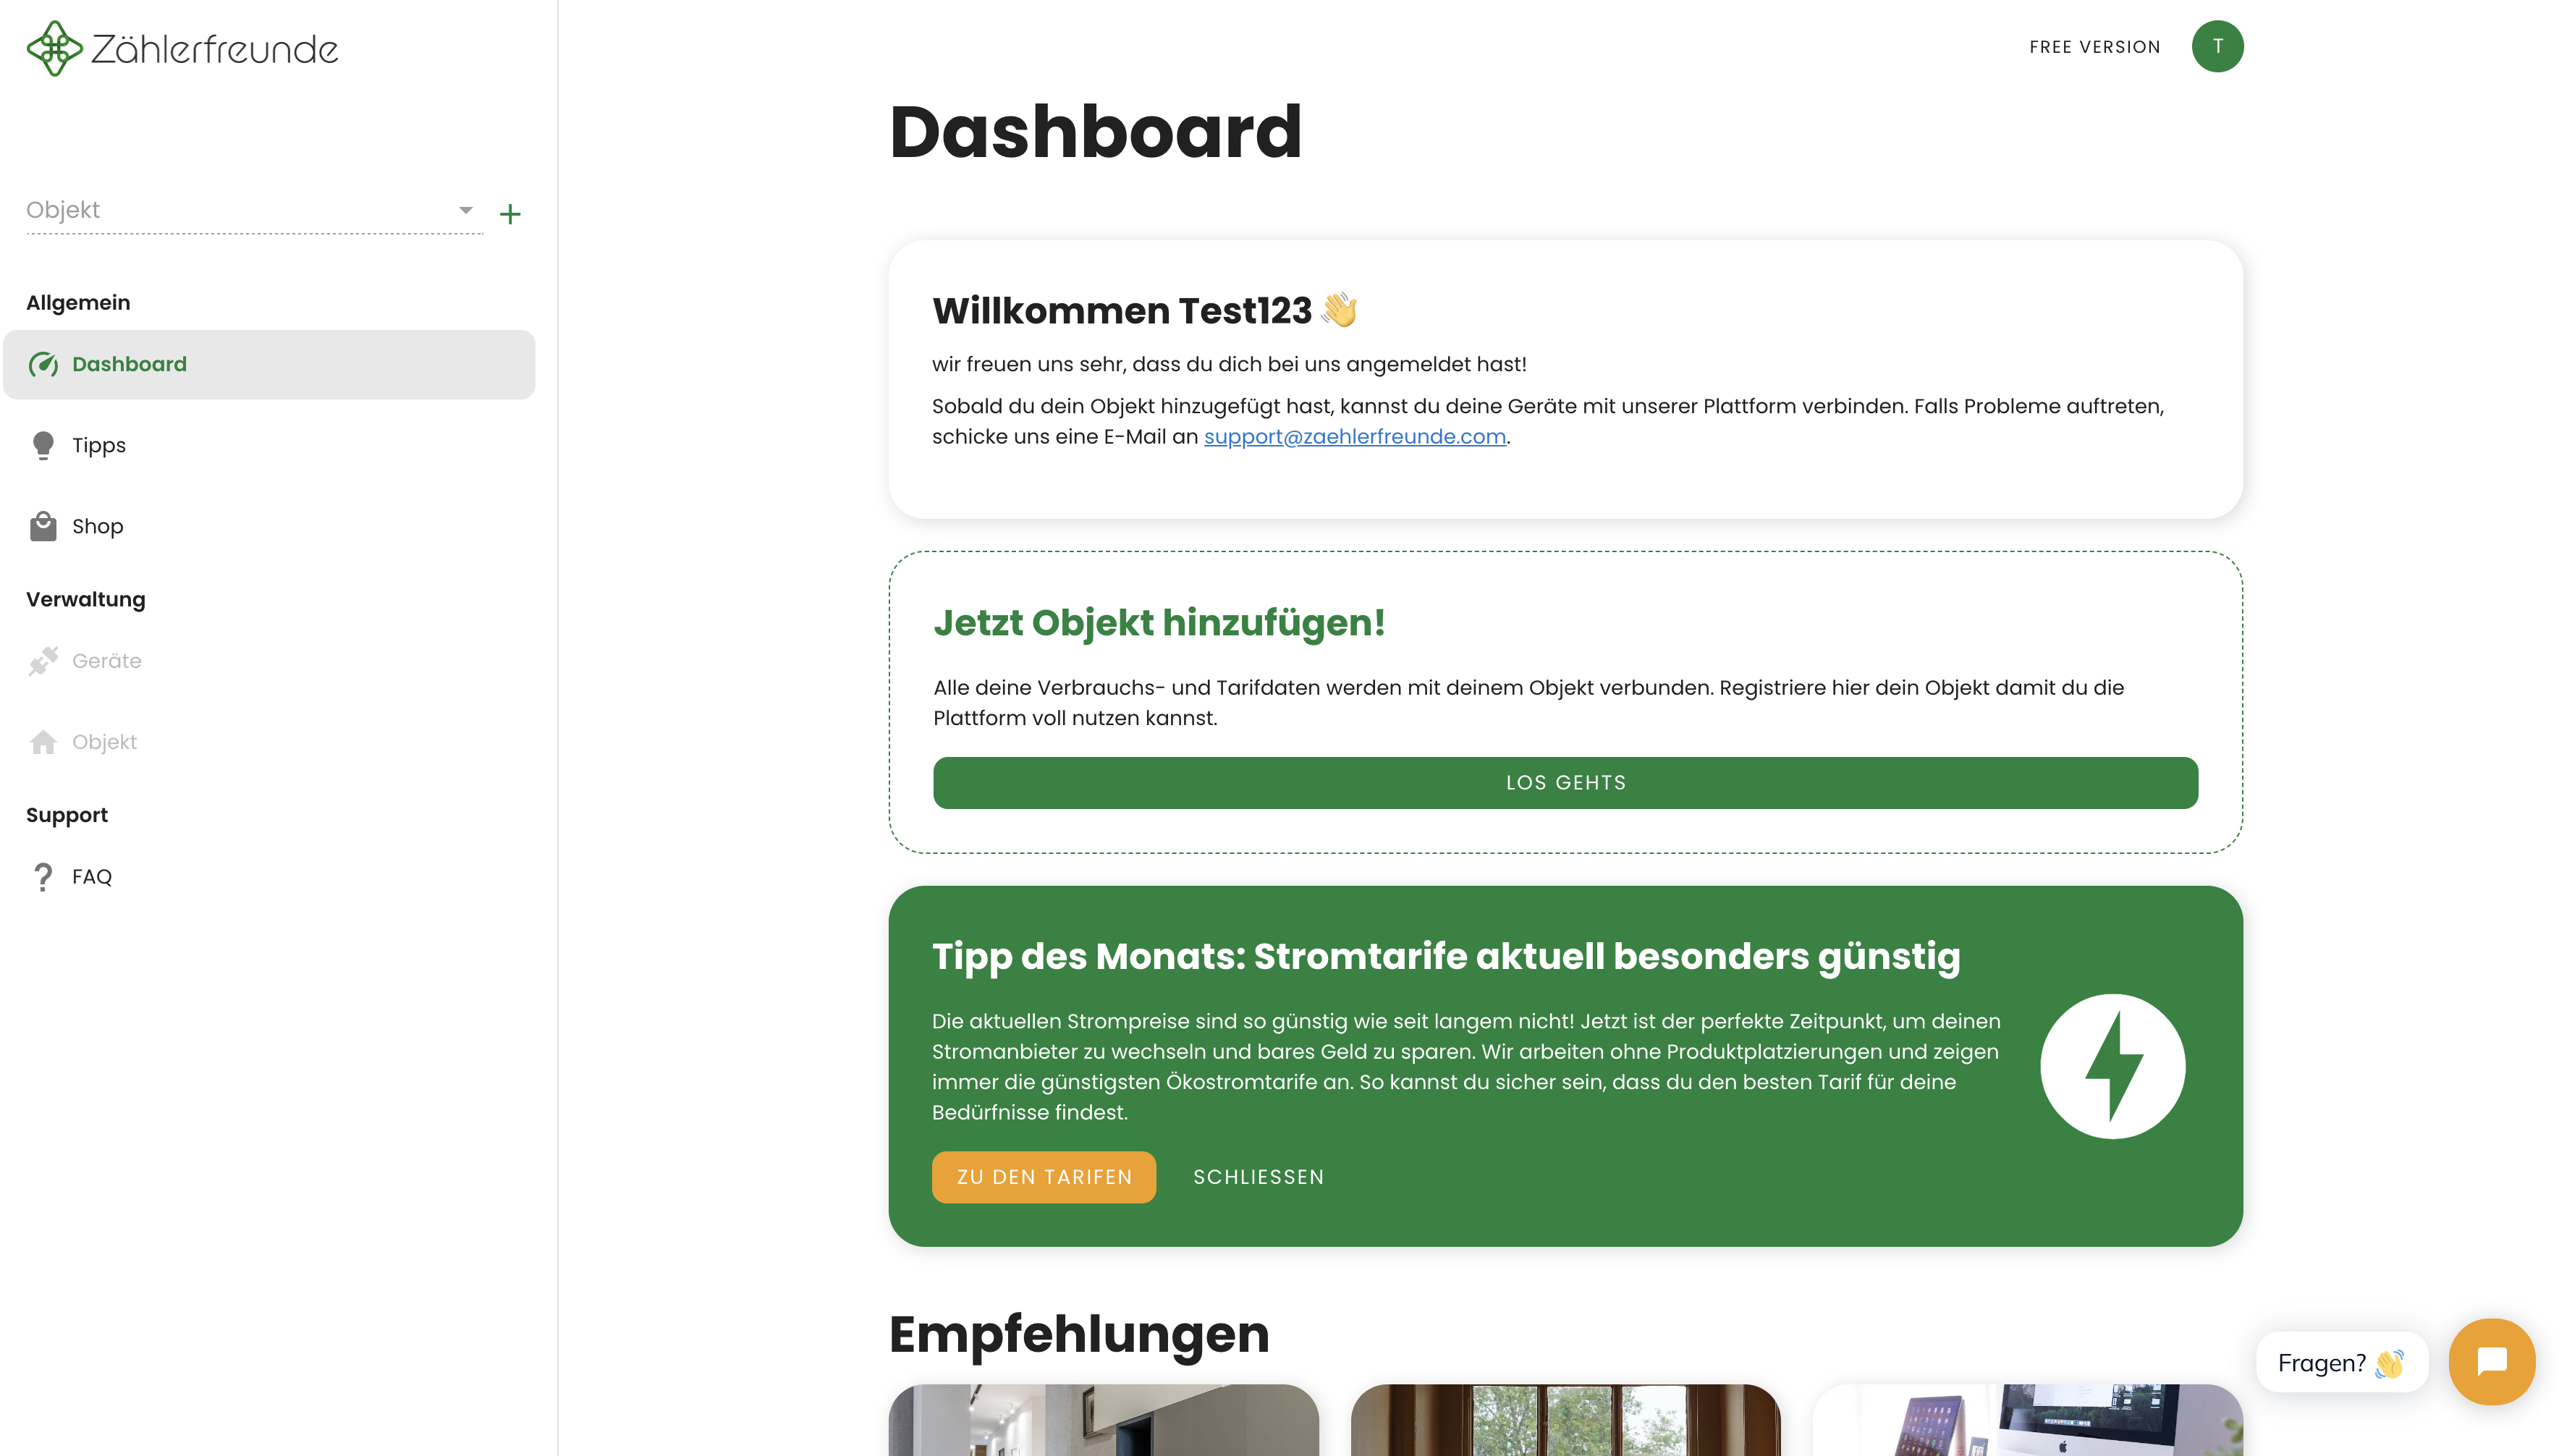 Zählerfreunde
FREE VERSION
T
Dashboard
Objekt
Allgemein
Dashboard
Tipps
Shop
Verwaltung
Geräte
Objekt
Support
FAQ
Willkommen Test123 👋
wir freuen uns sehr, dass du dich bei uns angemeldet hast!
Sobald du dein Objekt hinzugefügt hast, kannst du deine Geräte mit unserer Plattform verbinden. Falls Probleme auftreten,
schicke uns eine E-Mail an support@zaehlerfreunde.com.
Jetzt Objekt hinzufügen!
Alle deine Verbrauchs- und Tarifdaten werden mit deinem Objekt verbunden. Registriere hier dein Objekt damit du die
Plattform voll nutzen kannst.
LOS GEHTS
Tipp des Monats: Stromtarife aktuell besonders günstig
Die aktuellen Strompreise sind so günstig wie seit langem nicht! Jetzt ist der perfekte Zeitpunkt, um deinen
Stromanbieter zu wechseln und bares Geld zu sparen. Wir arbeiten ohne Produktplatzierungen und zeigen
immer die günstigsten Ökostromtarife an. So kannst du sicher sein, dass du den besten Tarif für deine
Bedürfnisse findest.
ZU DEN TARIFEN
SCHLIESSEN
Empfehlungen
Fragen? 👋